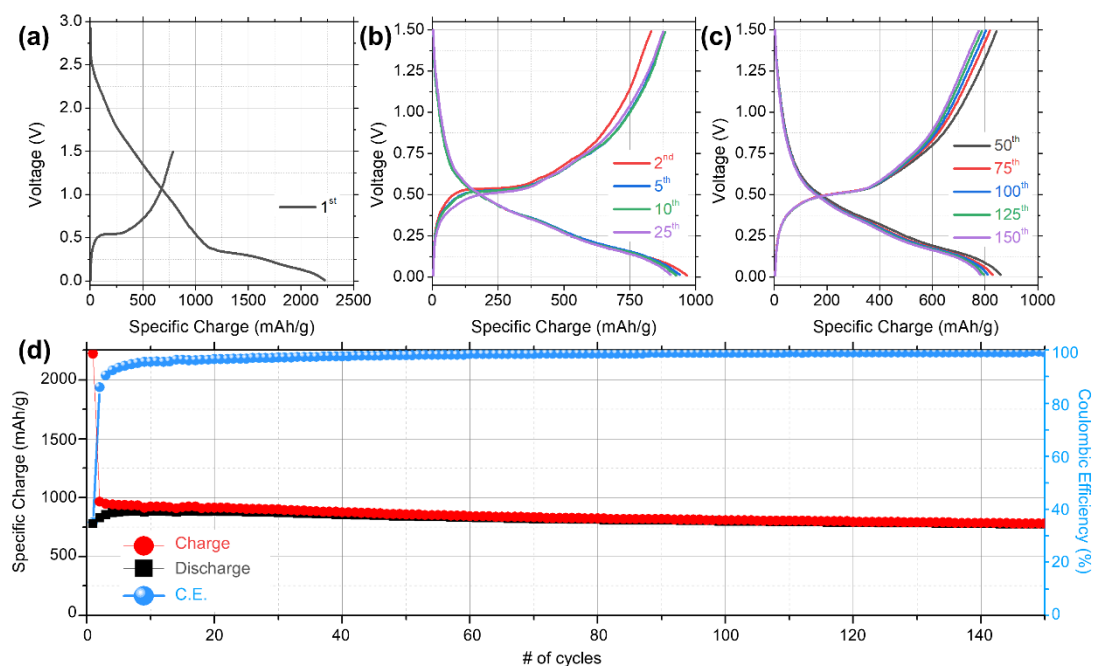 (a)
3.0
2.5
2.0
1.5
1.0
0.5
0.0
Voltage (V)
1st
0 500 1000 1500 2000 2500
Specific Charge (mAh/g)
(b)
1.50
1.25
1.00
0.75
0.50
0.25
0.00
Voltage (V)
2nd
5th
10th
25th
0 250 500 750 1000
Specific Charge (mAh/g)
(c)
1.50
1.25
1.00
0.75
0.50
0.25
0.00
Voltage (V)
50th
75th
100th
125th
150th
0 200 400 600 800 1000
Specific Charge (mAh/g)
(d)
2000
1500
1000
500
0
Specific Charge (mAh/g)
Charge
Discharge
C.E.
100
80
60
40
20
0
Coulombic Efficiency (%)
0 20 40 60 80 100 120 140
# of cycles